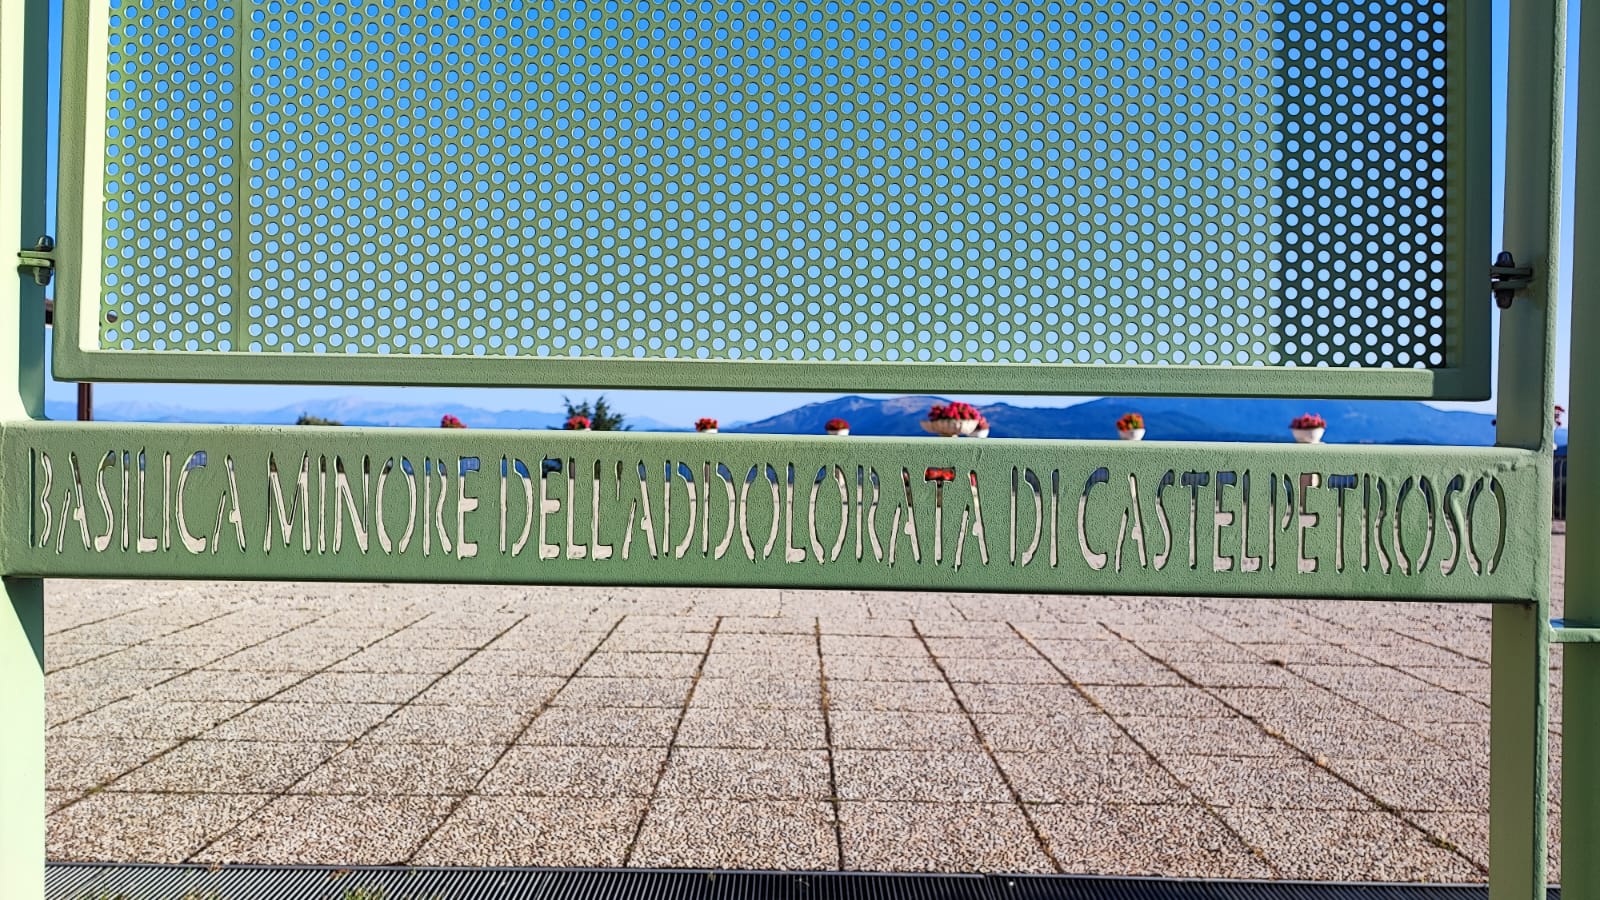 BASILICA MINORE DELL'ADDOLORATA DI CASTELPETROSO